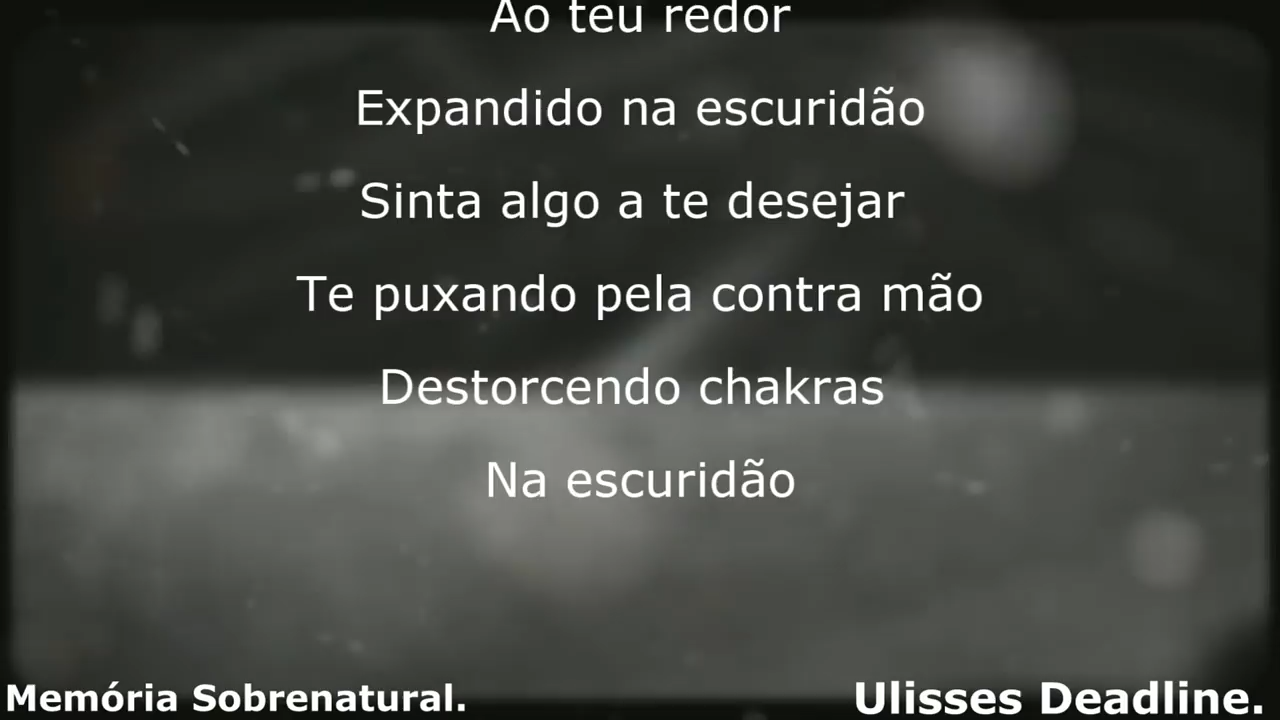 Ao teu redor
Expandido na escuridão
Sinta algo a te desejar
Te puxando pela contra mão
Destorcendo chakras
Na escuridão
Memória Sobrenatural.
Ulisses Deadline.